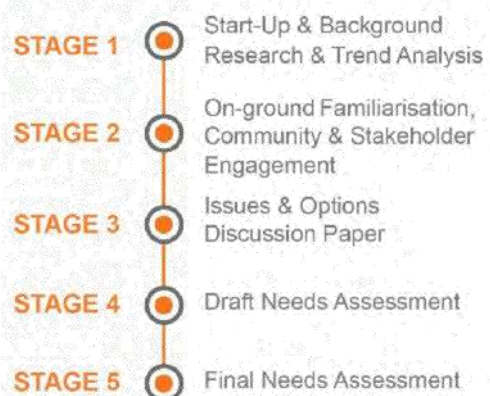 STAGE 1
Start-Up & Background
Research & Trend Analysis
STAGE 2
On-ground Familiarisation,
Community & Stakeholder
Engagement
STAGE 3
Issues & Options
Discussion Paper
STAGE 4
Draft Needs Assessment
STAGE 5
Final Needs Assessment